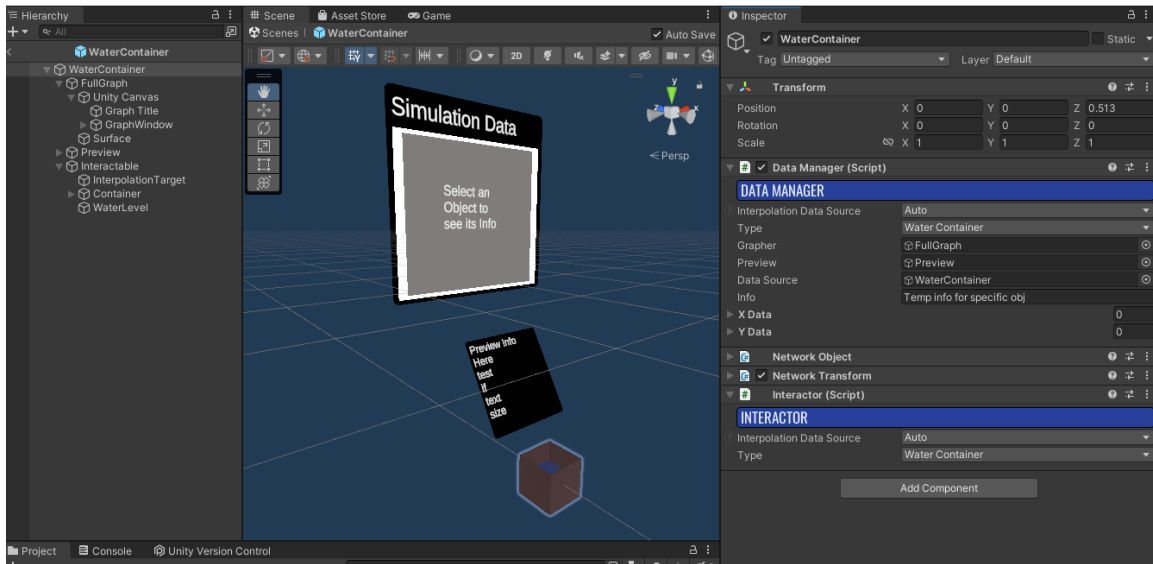 Hierarchy
All
WaterContainer
WaterContainer
FullGraph
Unity Canvas
Graph Title
GraphWindow
Surface
Preview
Interactable
InterpolationTarget
Container
WaterLevel
Scene
Asset Store
Game
Scenes
WaterContainer
Auto Save
2D
y
z
x
Persp
Simulation Data
Select an
Object to
see its Info
Preview Info
Here
test
If
text
size
Project
Console
Unity Version Control
Inspector
WaterContainer
Static
Tag Untagged
Layer Default
Transform
Position X 0 Y 0 Z 0.513
Rotation X 0 Y 0 Z 0
Scale X 1 Y 1 Z 1
Data Manager (Script)
DATA MANAGER
Interpolation Data Source Auto
Type Water Container
Grapher FullGraph
Preview Preview
Data Source WaterContainer
Info Temp info for specific obj
X Data 0
Y Data 0
Network Object
Network Transform
Interactor (Script)
INTERACTOR
Interpolation Data Source Auto
Type Water Container
Add Component